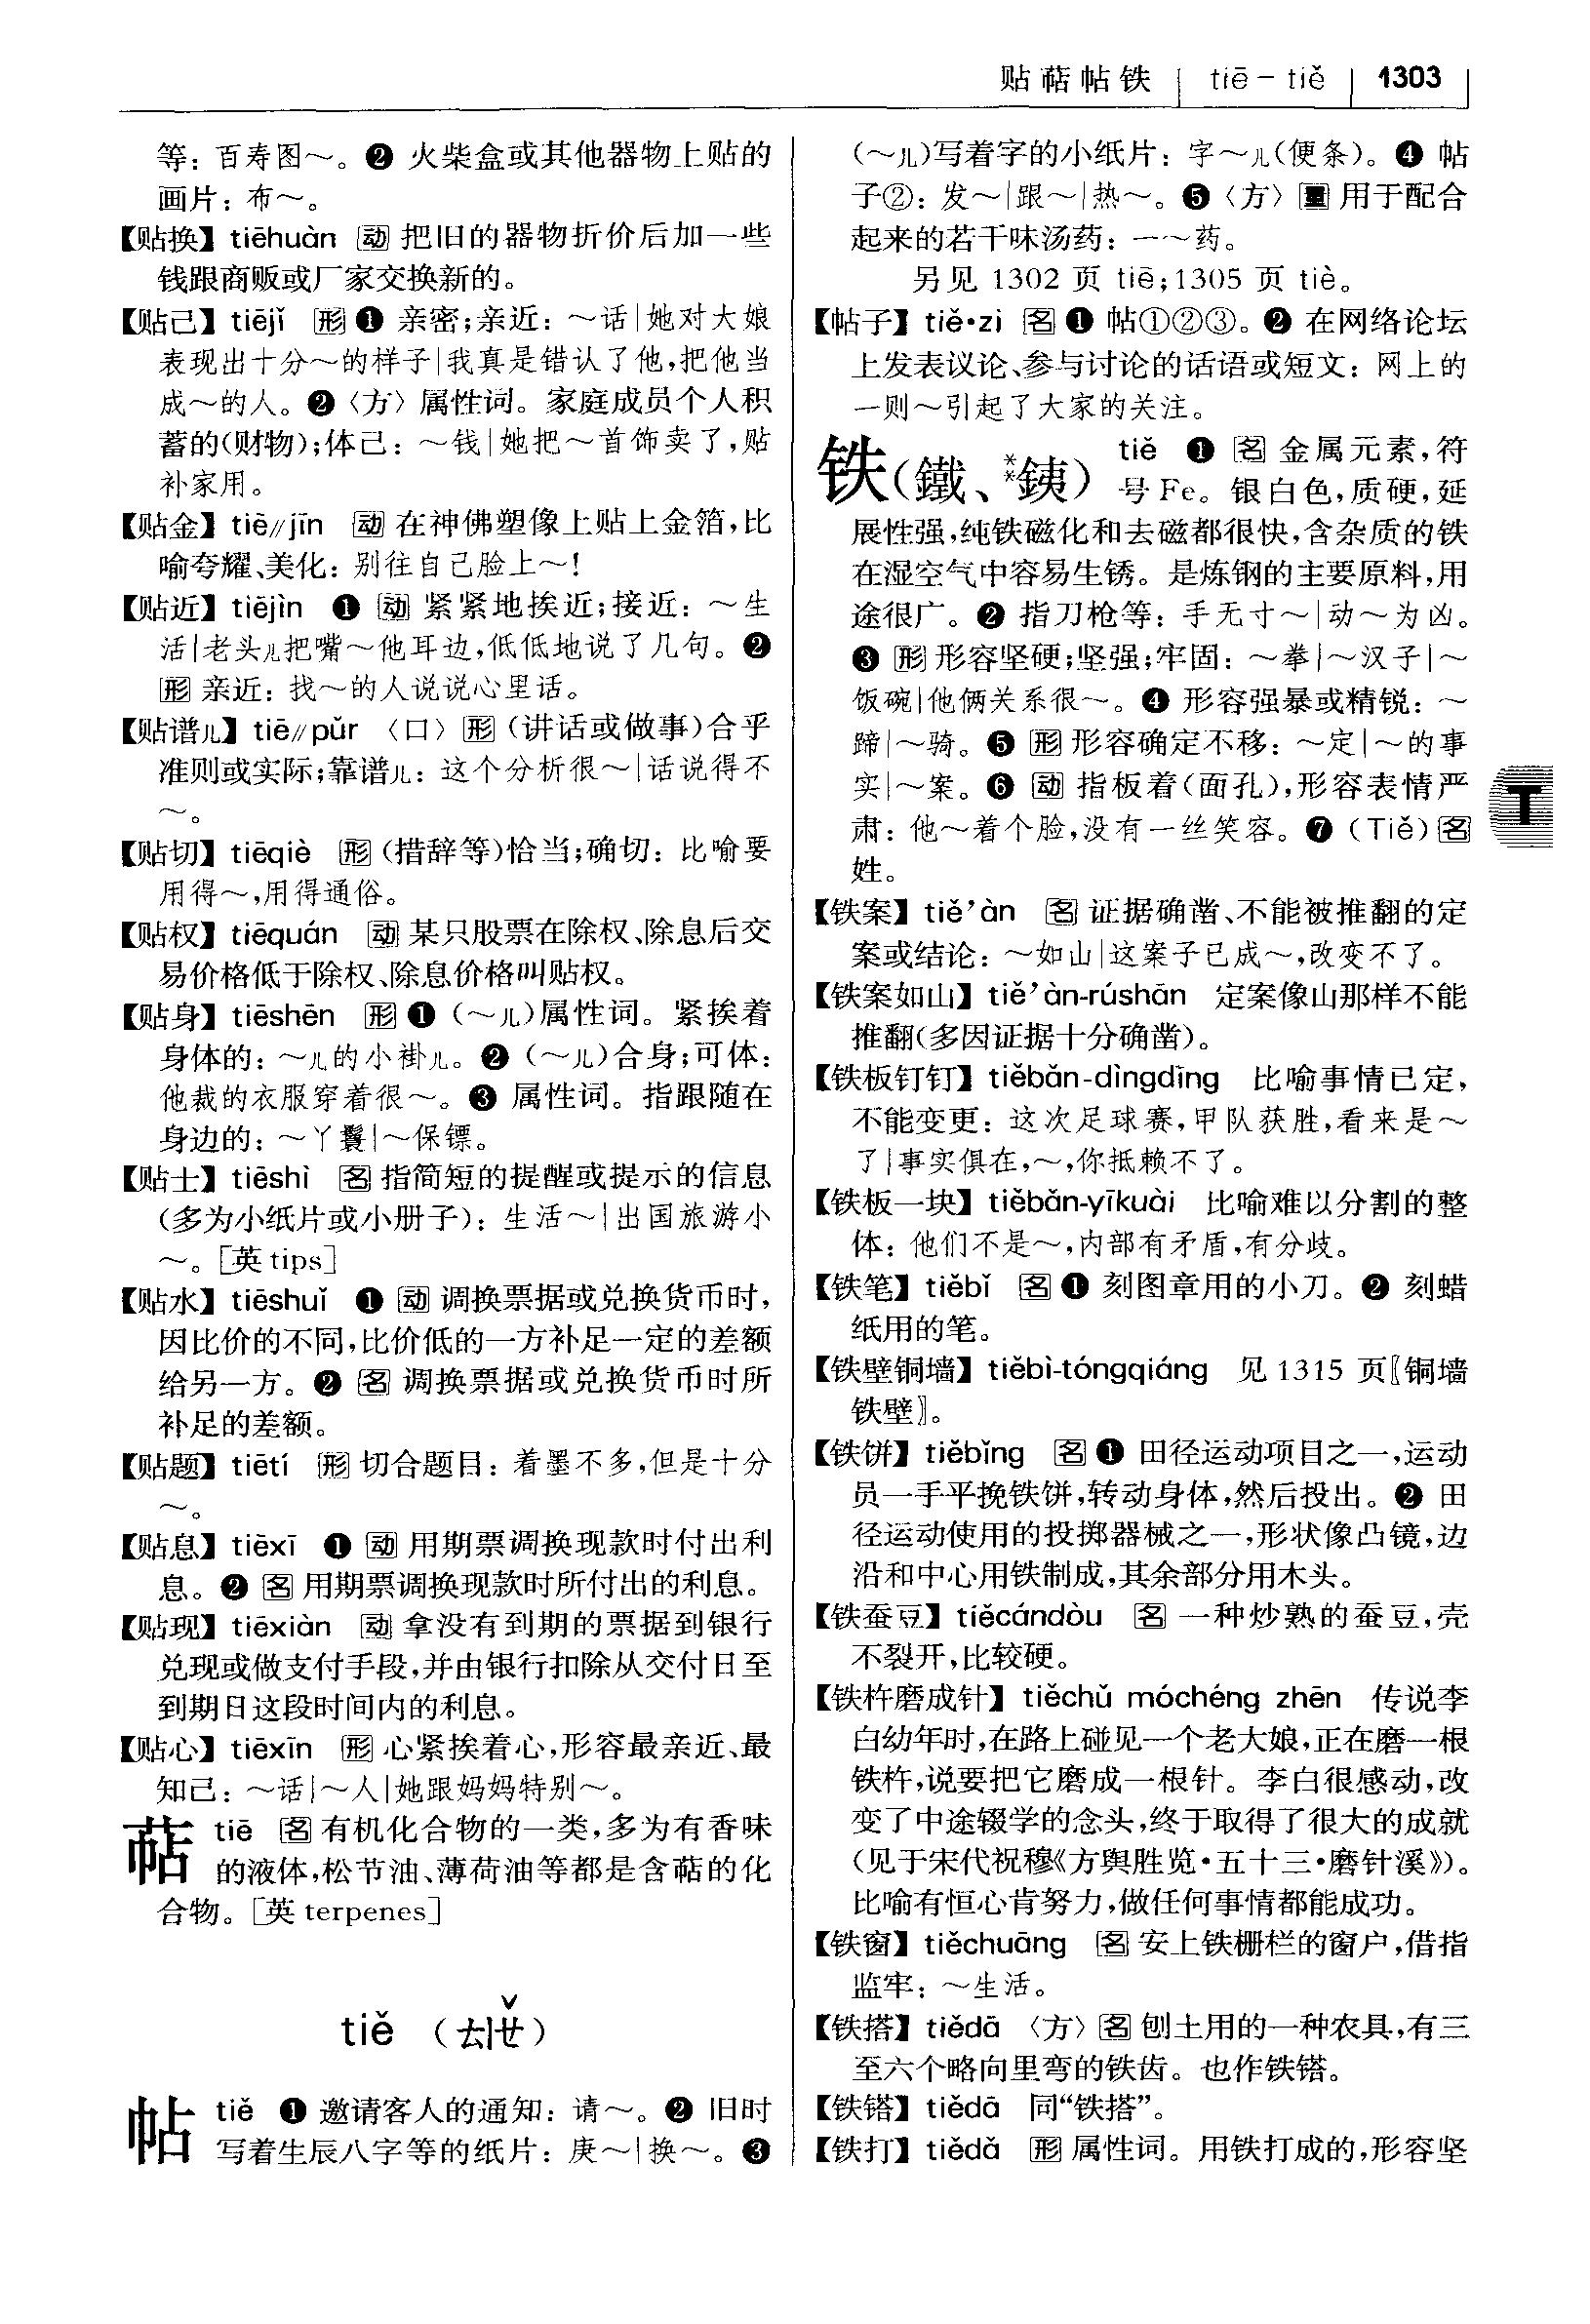 贴萜帖铁 | tiē－tiě | 1303
等：百寿图～。❷ 火柴盒或其他器物上贴的
画片：布～。
【贴换】tiēhuàn 动 把旧的器物折价后加一些
钱跟商贩或厂家交换新的。
【贴己】tiējǐ 形 ❶ 亲密;亲近：～话|她对大娘
表现出十分～的样子|我真是错认了他,把他当
成～的人。❷〈方〉属性词。家庭成员个人积
蓄的(财物);体己：～钱|她把～首饰卖了,贴
补家用。
【贴金】tiē∥jīn 动 在神佛塑像上贴上金箔,比
喻夸耀、美化：别往自己脸上～!
【贴近】tiējìn ❶ 动 紧紧地挨近;接近：～生
活|老头儿把嘴～他耳边,低低地说了几句。❷
形 亲近：找～的人说说心里话。
【贴谱儿】tiē∥pǔr〈口〉形 (讲话或做事)合乎
准则或实际;靠谱儿：这个分析很～|话说得不
～。
【贴切】tiēqiè 形 (措辞等)恰当;确切：比喻要
用得～,用得通俗。
【贴权】tiēquán 动 某只股票在除权、除息后交
易价格低于除权、除息价格叫贴权。
【贴身】tiēshēn 形 ❶ (～儿)属性词。紧挨着
身体的：～儿的小褂儿。❷ (～儿)合身;可体：
他裁的衣服穿着很～。❸ 属性词。指跟随在
身边的：～丫鬟|～保镖。
【贴士】tiēshì 名 指简短的提醒或提示的信息
(多为小纸片或小册子)：生活～|出国旅游小
～。[英 tips]
【贴水】tiēshuǐ ❶ 动 调换票据或兑换货币时,
因比价的不同,比价低的一方补足一定的差额
给另一方。❷ 名 调换票据或兑换货币时所
补足的差额。
【贴题】tiētí 形 切合题目：着墨不多,但是十分
～。
【贴息】tiēxī ❶ 动 用期票调换现款时付出利
息。❷ 名 用期票调换现款时所付出的利息。
【贴现】tiēxiàn 动 拿没有到期的票据到银行
兑现或做支付手段,并由银行扣除从交付日至
到期日这段时间内的利息。
【贴心】tiēxīn 形 心紧挨着心,形容最亲近、最
知己：～话|～人|她跟妈妈特别～。
萜 tiē 名 有机化合物的一类,多为有香味
的液体,松节油、薄荷油等都是含萜的化
合物。[英 terpenes]
tiě (ㄊㄧㄝˇ)
帖 tiě ❶ 邀请客人的通知：请～。❷ 旧时
写着生辰八字等的纸片：庚～|换～。❸
(～儿)写着字的小纸片：字～儿(便条)。❹ 帖
子②：发～|跟～|热～。❺〈方〉量 用于配合
起来的若干味汤药：一～药。
另见 1302 页 tiē;1305 页 tiè。
【帖子】tiě•zi 名 ❶ 帖①②③。❷ 在网络论坛
上发表议论、参与讨论的话语或短文：网上的
一则～引起了大家的关注。
铁(鐵、**銕) tiě ❶ 名 金属元素,符
号 Fe。银白色,质硬,延
展性强,纯铁磁化和去磁都很快,含杂质的铁
在湿空气中容易生锈。是炼钢的主要原料,用
途很广。❷ 指刀枪等：手无寸～|动～为凶。
❸ 形 形容坚硬;坚强;牢固：～拳|～汉子|～
饭碗|他俩关系很～。❹ 形容强暴或精锐：～
蹄|～骑。❺ 形 形容确定不移：～定|～的事
实|～案。❻ 动 指板着(面孔),形容表情严
肃：他～着个脸,没有一丝笑容。❼ (Tiě) 名
姓。
【铁案】tiě’àn 名 证据确凿、不能被推翻的定
案或结论：～如山|这案子已成～,改变不了。
【铁案如山】tiě’àn-rúshān 定案像山那样不能
推翻(多因证据十分确凿)。
【铁板钉钉】tiěbǎn-dìngdīng 比喻事情已定,
不能变更：这次足球赛,甲队获胜,看来是～
了|事实俱在,～,你抵赖不了。
【铁板一块】tiěbǎn-yīkuài 比喻难以分割的整
体：他们不是～,内部有矛盾,有分歧。
【铁笔】tiěbǐ 名 ❶ 刻图章用的小刀。❷ 刻蜡
纸用的笔。
【铁壁铜墙】tiěbì-tóngqiáng 见 1315 页〖铜墙
铁壁〗。
【铁饼】tiěbǐng 名 ❶ 田径运动项目之一,运动
员一手平挽铁饼,转动身体,然后投出。❷ 田
径运动使用的投掷器械之一,形状像凸镜,边
沿和中心用铁制成,其余部分用木头。
【铁蚕豆】tiěcándòu 名 一种炒熟的蚕豆,壳
不裂开,比较硬。
【铁杵磨成针】tiěchǔ móchéng zhēn 传说李
白幼年时,在路上碰见一个老大娘,正在磨一根
铁杵,说要把它磨成一根针。李白很感动,改
变了中途辍学的念头,终于取得了很大的成就
(见于宋代祝穆《方舆胜览•五十三•磨针溪》)。
比喻有恒心肯努力,做任何事情都能成功。
【铁窗】tiěchuāng 名 安上铁栅栏的窗户,借指
监牢：～生活。
【铁搭】tiědā〈方〉名 刨土用的一种农具,有三
至六个略向里弯的铁齿。也作铁鎝。
【铁鎝】tiědā 同“铁搭”。
【铁打】tiědǎ 形 属性词。用铁打成的,形容坚
T